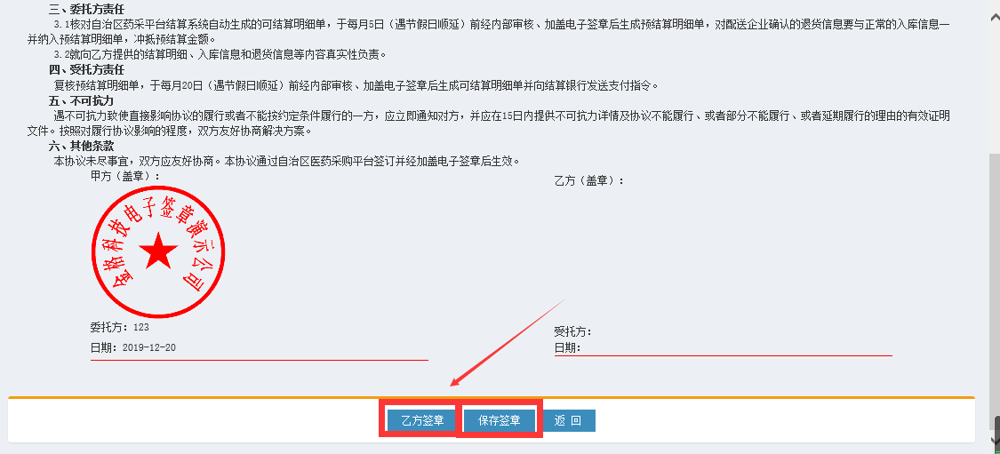 三、委托方责任
3.1核对自治区药采平台结算系统自动生成的可结算明细单，于每月5日（遇节假日顺延）前经内部审核、加盖电子签章后生成预结算明细单，对配送企业确认的退货信息要与正常的入库信息一
并纳入预结算明细单，冲抵预结算金额。
3.2就向乙方提供的结算明细、入库信息和退货信息等内容真实性负责。
四、受托方责任
复核预结算明细单，于每月20日（遇节假日顺延）前经内部审核、加盖电子签章后生成可结算明细单并向结算银行发送支付指令。
五、不可抗力
遇不可抗力致使直接影响协议的履行或者不能按约定条件履行的一方，应立即通知对方，并应在15日内提供不可抗力详情及协议不能履行、或者部分不能履行、或者延期履行的理由的有效证明
文件。按照对履行协议影响的程度，双方友好协商解决方案。
六、其他条款
本协议未尽事宜，双方应友好协商。本协议通过自治区医药采购平台签订并经加盖电子签章后生效。
甲方（盖章）：
乙方（盖章）：
金格科技电子签章演示公司
委托方：123
受托方：
日期：2019-12-20
日期：
乙方签章
保存签章
返 回